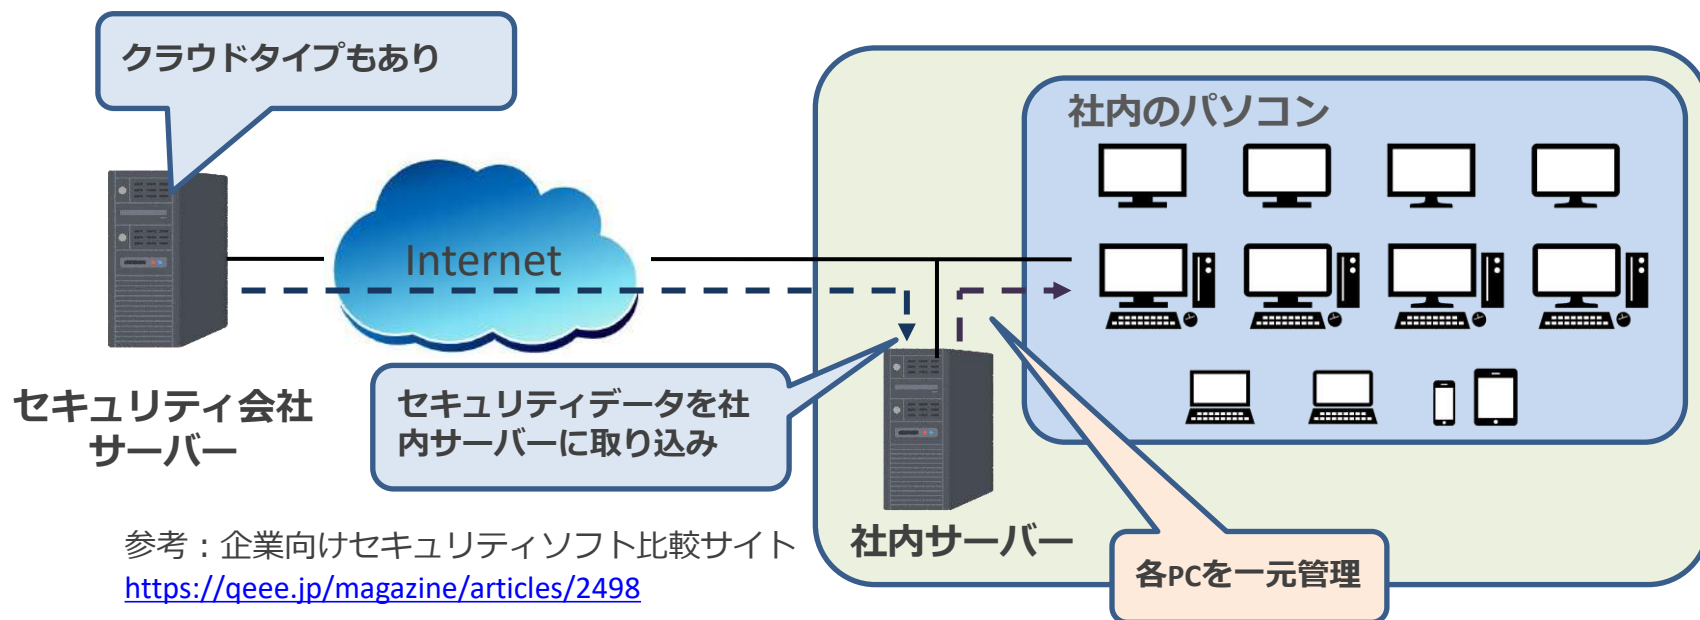 クラウドタイプもあり
社内のパソコン
Internet
セキュリティ会社
サーバー
セキュリティデータを社
内サーバーに取り込み
社内サーバー
各PCを一元管理
参考：企業向けセキュリティソフト比較サイト
https://qeee.jp/magazine/articles/2498